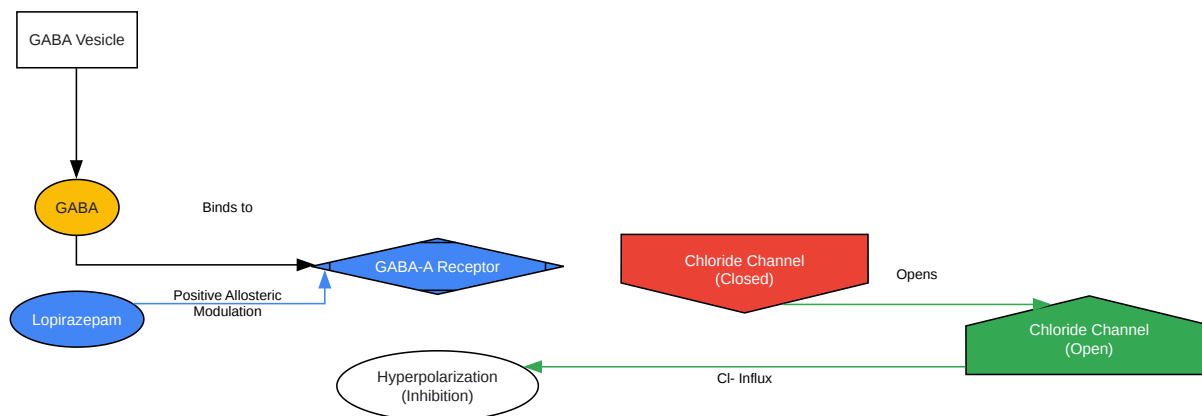 GABA Vesicle
GABA
Binds to
GABA-A Receptor
Lopirazepam
Positive Allosteric
Modulation
Chloride Channel
(Closed)
Opens
Chloride Channel
(Open)
Cl- Influx
Hyperpolarization
(Inhibition)